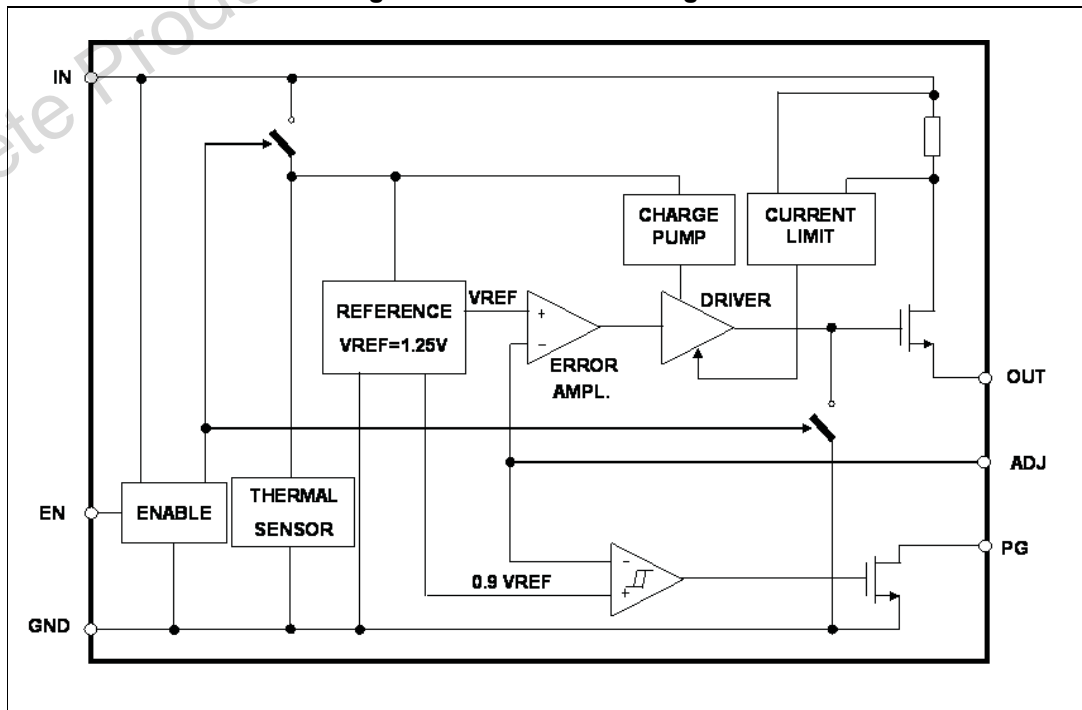 IN
CHARGE
PUMP
CURRENT
LIMIT
REFERENCE
VREF=1.25V
VREF
+
-
ERROR
AMPL.
DRIVER
OUT
ADJ
EN
ENABLE
THERMAL
SENSOR
0.9 VREF
-
+
PG
GND